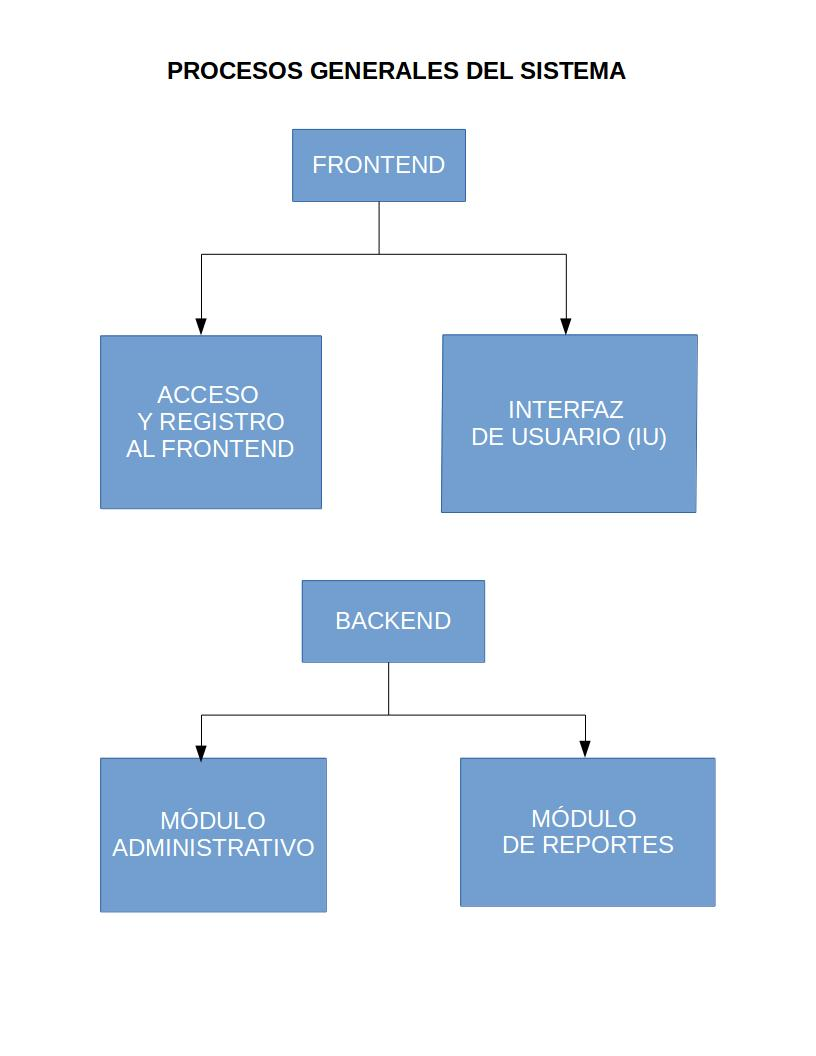 PROCESOS GENERALES DEL SISTEMA
FRONTEND
ACCESO
Y REGISTRO
AL FRONTEND
INTERFAZ
DE USUARIO (IU)
BACKEND
MÓDULO
ADMINISTRATIVO
MÓDULO
DE REPORTES